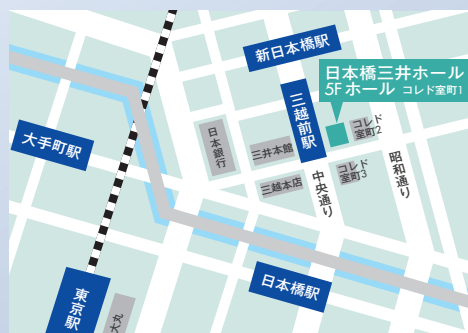 新日本橋駅
日本橋三井ホール
5Fホール コレド室町1
三越前駅
コレド
室町2
大手町駅
日本銀行
三井本館
三越本店
コレド
室町3
中央通り
昭和通り
東京駅
大丸
日本橋駅